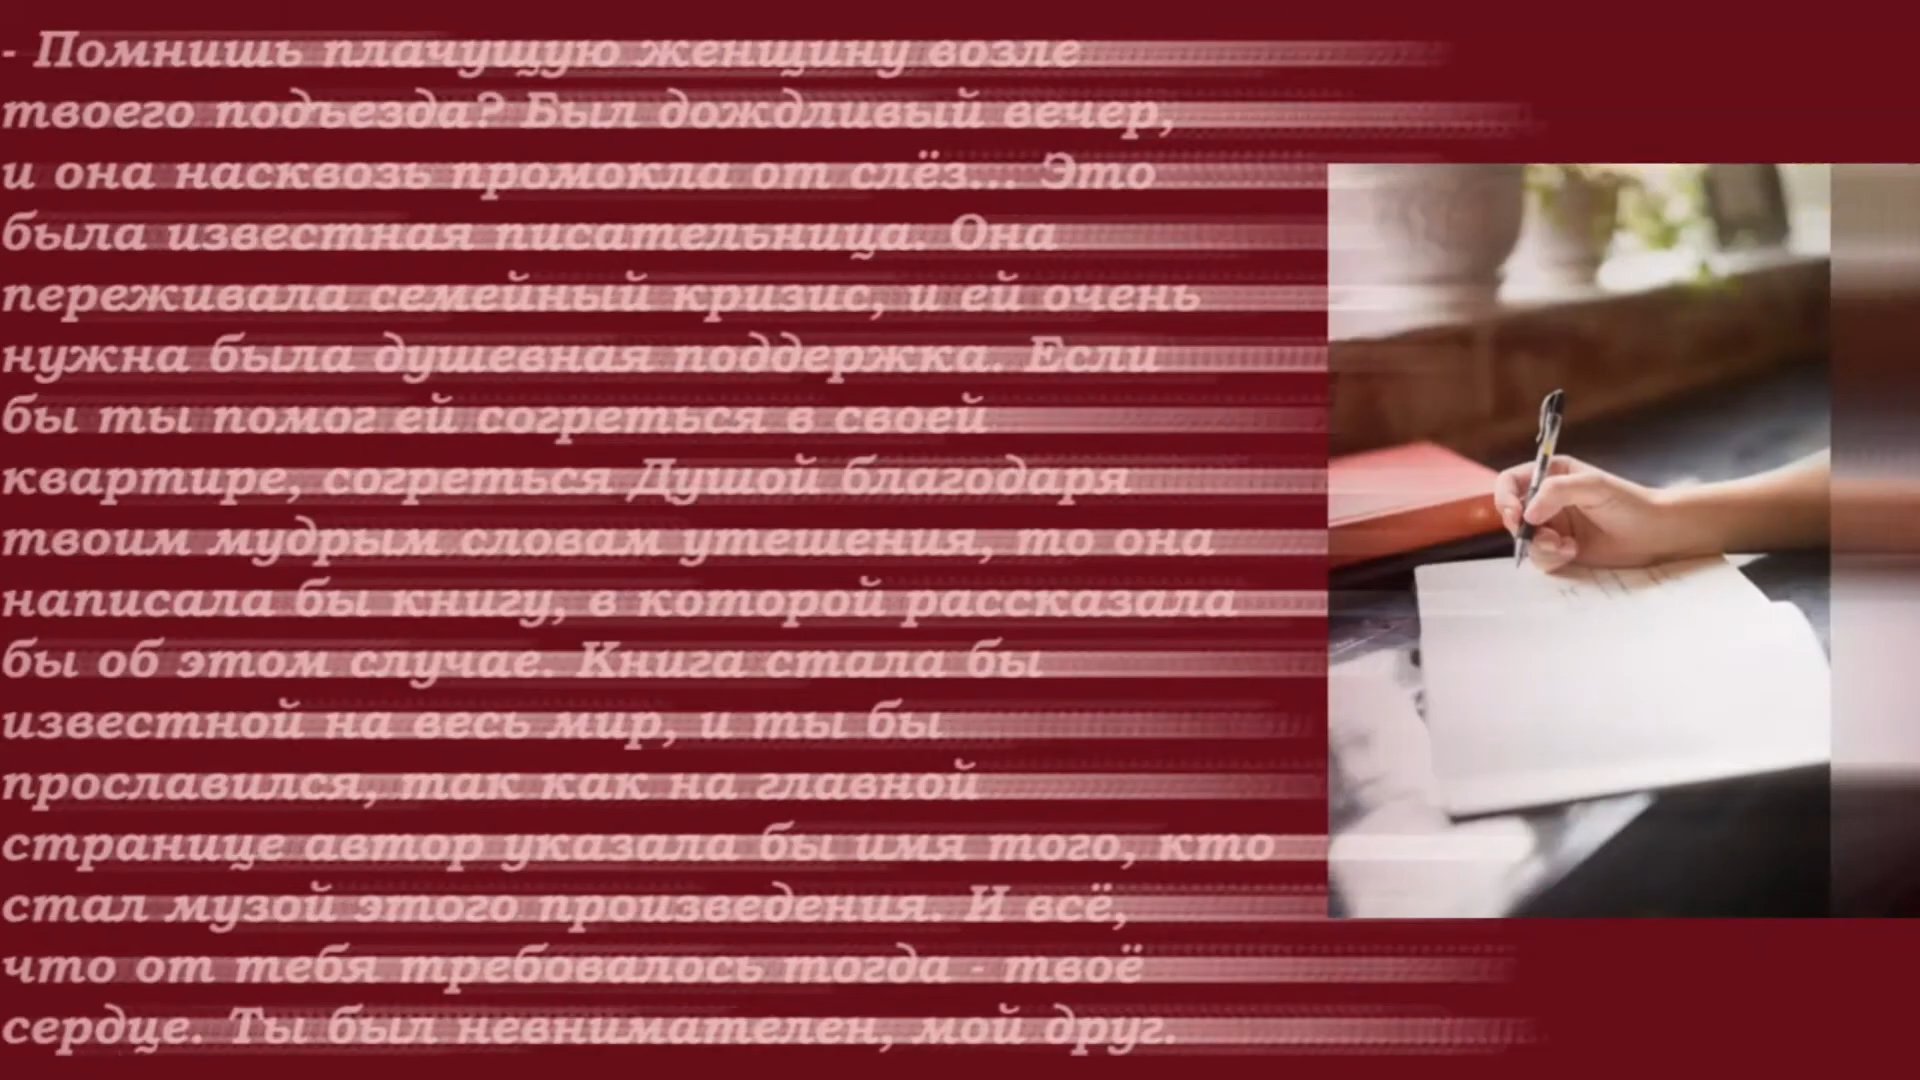 - Помнишь плачущую женщину возле
твоего подъезда? Был дождливый вечер,
и она насквозь промокла от слёз... Это
была известная писательница. Она
переживала семейный кризис, и ей очень
нужна была душевная поддержка. Если
бы ты помог ей согреться в своей
квартире, согреться Душой благодаря
твоим мудрым словам утешения, то она
написала бы книгу, в которой рассказала
бы об этом случае. Книга стала бы
известной на весь мир, и ты бы
прославился, так как на главной
странице автор указала бы имя того, кто
стал музой этого произведения. И всё,
что от тебя требовалось тогда - твоё
сердце. Ты был невнимателен, мой друг.